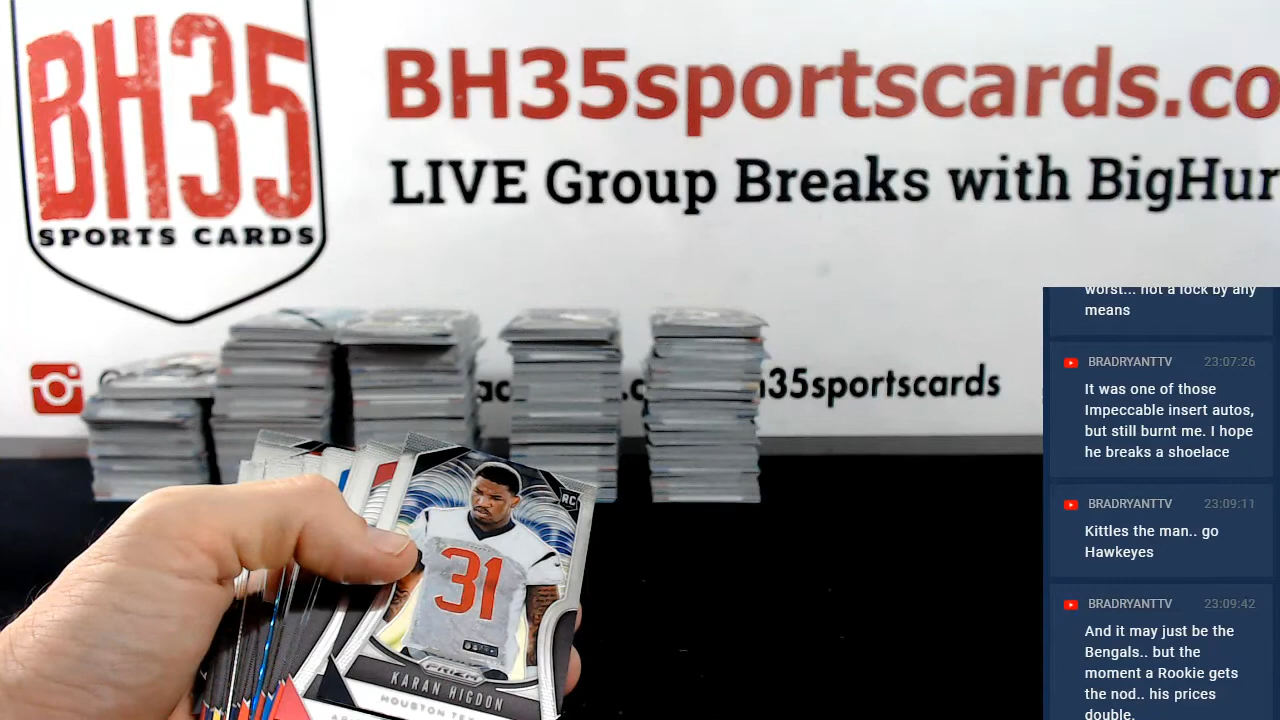 BH35
SPORTS CARDS
BH35sportscards.co
LIVE Group Breaks with BigHur
h35sportscards
worst... not a lock by any
means
BRADRYANTTV 23:07:26
It was one of those
Impeccable insert autos,
but still burnt me. I hope
he breaks a shoelace
BRADRYANTTV 23:09:11
Kittles the man.. go
Hawkeyes
BRADRYANTTV 23:09:42
And it may just be the
Bengals.. but the
moment a Rookie gets
the nod.. his prices
double.
RC
31
PRIZM
KARAN HIGDON
HOUSTON TEX